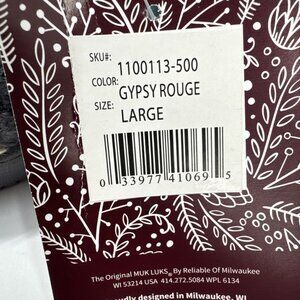 SKU#: 1100113-500
COLOR: GYPSY ROUGE
SIZE: LARGE
0 33977 41069 5
The Original MUK LUKS® By Reliable Of Milwaukee
WI 53214 USA 414.272.5084 WPL 6134
designed in Milwaukee, WI